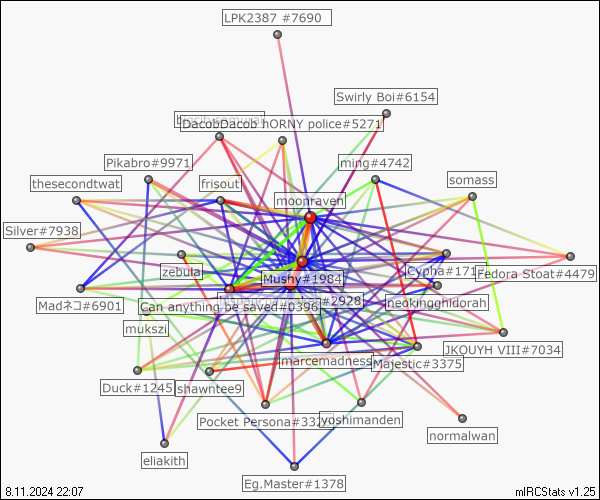 LPK2387 #7690
Swirly Boi#6154
DacobDacob
hORNY police#5271
Pikabro#9971
ming#4742
thesecondtwat
frisout
somass
moonraven
Silver#7938
zebula
Cypha#171
Fedora Stoat#4479
Mushy#1984
Madネコ#6901
Can anything be saved#0396
#2928
neokingghidorah
mukszi
JKOUYH VIII#7034
marcemadness
Majestic#3375
Duck#1245
shawntee9
Pocket Persona#332
yoshimanden
normalwan
eliakith
Eg.Master#1378
8.11.2024 22:07
mIRCStats v1.25